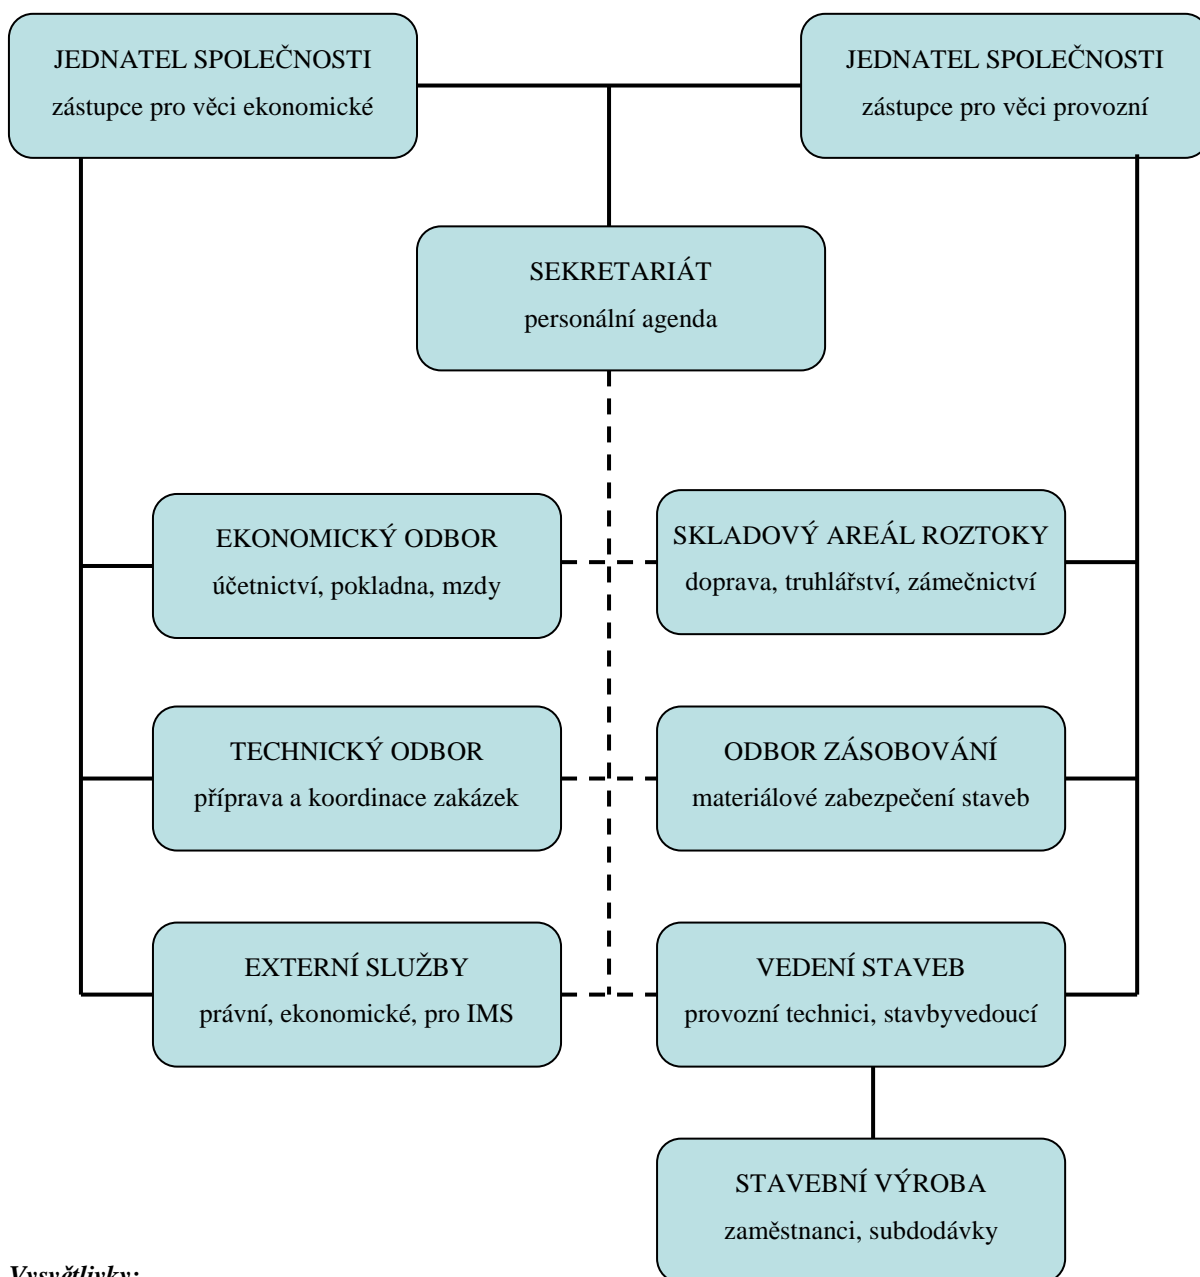 JEDNATEL SPOLEČNOSTI
zástupce pro věci ekonomické
JEDNATEL SPOLEČNOSTI
zástupce pro věci provozní
SEKRETARIÁT
personální agenda
EKONOMICKÝ ODBOR
účetnictví, pokladna, mzdy
SKLADOVÝ AREÁL ROZTOKY
doprava, truhlářství, zámečnictví
TECHNICKÝ ODBOR
příprava a koordinace zakázek
ODBOR ZÁSOBOVÁNÍ
materiálové zabezpečení staveb
EXTERNÍ SLUŽBY
právní, ekonomické, pro IMS
VEDENÍ STAVEB
provozní technici, stavbyvedoucí
STAVEBNÍ VÝROBA
zaměstnanci, subdodávky
Vysvětlivky: